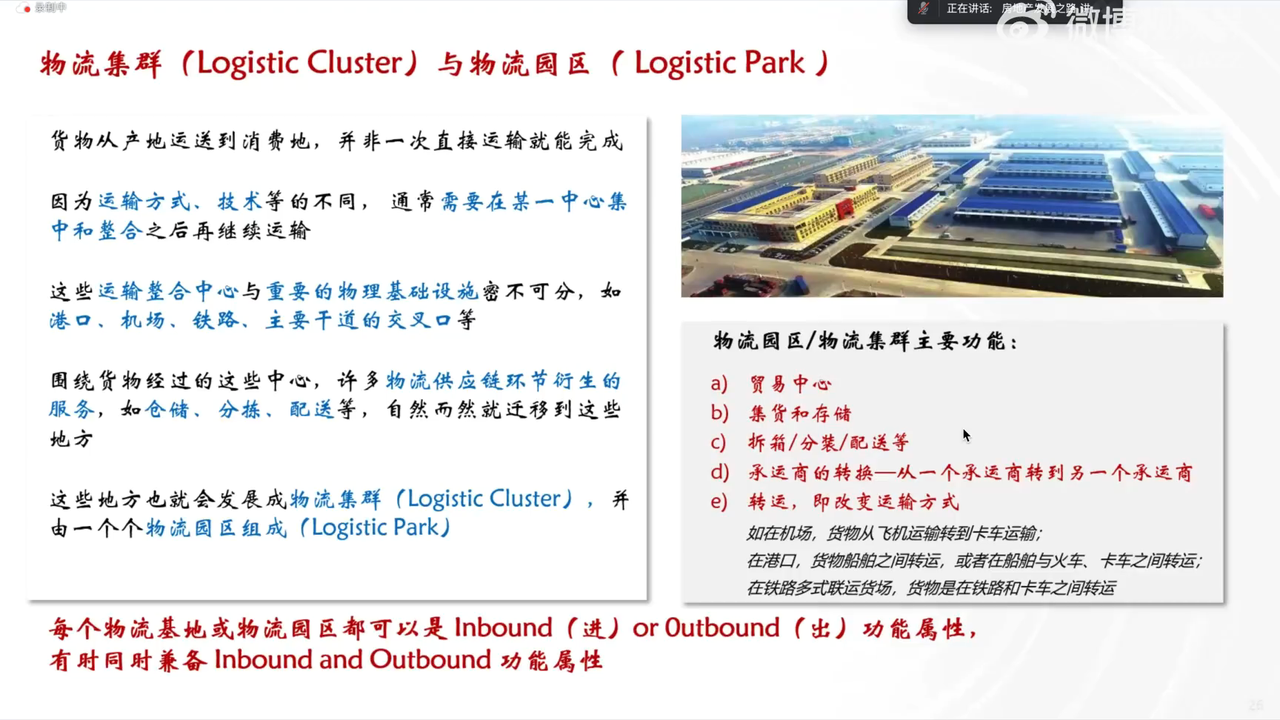 录制中
正在讲话: 房地产发展之路 讲
微博
物流集群（Logistic Cluster）与物流园区（ Logistic Park ）
货物从产地运送到消费地，并非一次直接运输就能完成
因为运输方式、技术等的不同， 通常需要在某一中心集
中和整合之后再继续运输
这些运输整合中心与重要的物理基础设施密不可分，如
港口、机场、铁路、主要干道的交叉口等
围绕货物经过的这些中心，许多物流供应链环节衍生的
服务，如仓储、分拣、配送等，自然而然就迁移到这些
地方
这些地方也就会发展成物流集群（Logistic Cluster），并
由一个个物流园区组成（Logistic Park）
物流园区/物流集群主要功能：
a) 贸易中心
b) 集货和存储
c) 拆箱/分装/配送等
d) 承运商的转换—从一个承运商转到另一个承运商
e) 转运，即改变运输方式
如在机场，货物从飞机运输转到卡车运输；
在港口，货物船舶之间转运，或者在船舶与火车、卡车之间转运；
在铁路多式联运货场，货物是在铁路和卡车之间转运
每个物流基地或物流园区都可以是 Inbound（进）or 0utbound（出）功能属性，
有时同时兼备 Inbound and Outbound 功能属性
26